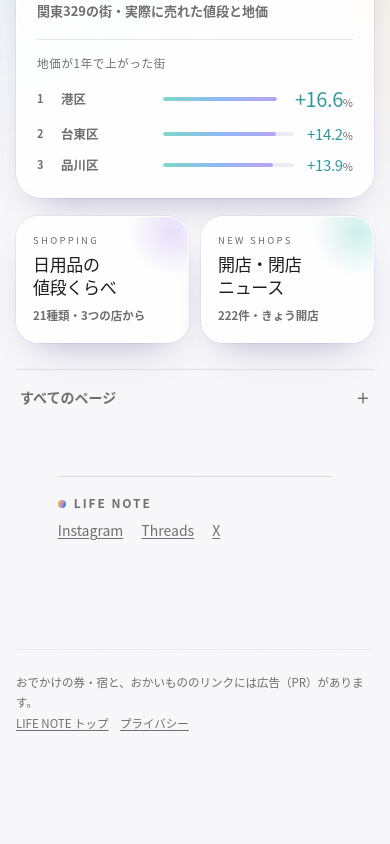 関東329の街・実際に売れた値段と地価
地価が1年で上がった街
1 港区 +16.6%
2 台東区 +14.2%
3 品川区 +13.9%
SHOPPING
日用品の
値段くらべ
21種類・3つの店から
NEW SHOPS
開店・閉店
ニュース
222件・きょう開店
すべてのページ +
LIFE NOTE
Instagram Threads X
おでかけの券・宿と、おかいもののリンクには広告（PR）がありま
す。
LIFE NOTE トップ プライバシー